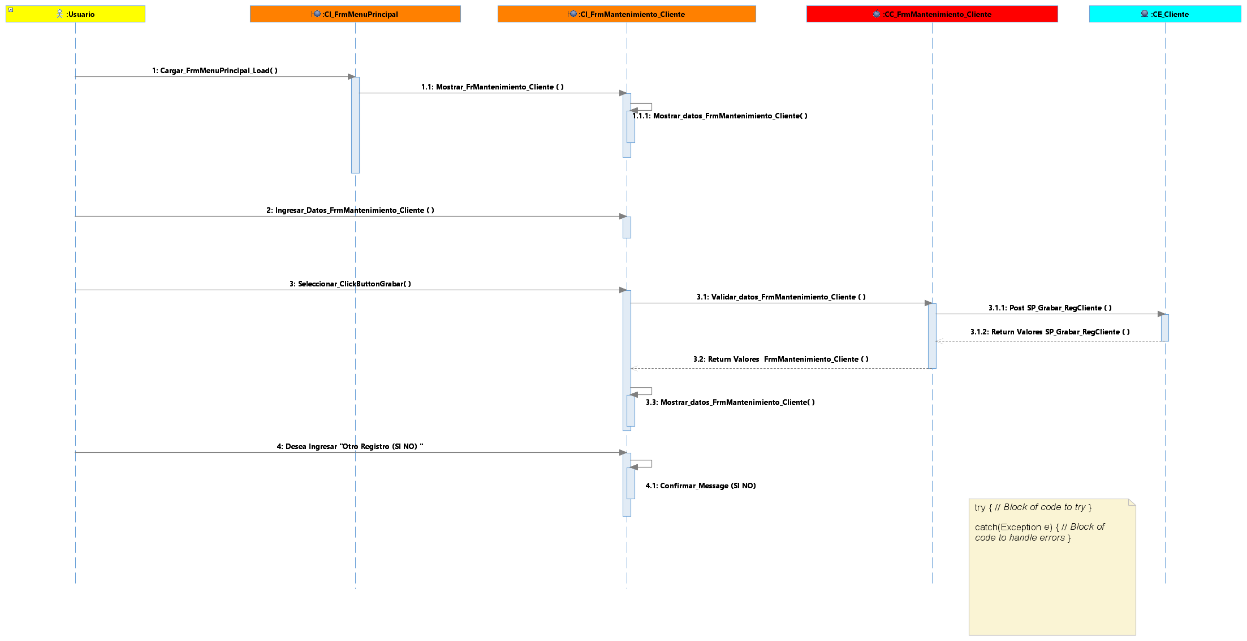 :Usuario
:CI_FrmMenuPrincipal
:CI_FrmMantenimiento_Cliente
:CC_FrmMantenimiento_Cliente
:CE_Cliente
1: Cargar_FrmMenuPrincipal_Load( )
1.1: Mostrar_FrMantenimiento_Cliente ( )
1.1.1: Mostrar_datos_FrmMantenimiento_Cliente( )
2: Ingresar_Datos_FrmMantenimiento_Cliente ( )
3: Seleccionar_ClickButtonGrabar( )
3.1: Validar_datos_FrmMantenimiento_Cliente ( )
3.1.1: Post SP_Grabar_RegCliente ( )
3.1.2: Return Valores SP_Grabar_RegCliente ( )
3.2: Return Valores FrmMantenimiento_Cliente ( )
3.3: Mostrar_datos_FrmMantenimiento_Cliente( )
4: Desea Ingresar "Otro Registro (SI NO) "
4.1: Confirmar_Message (SI NO)
try { // Block of code to try }
catch(Exception e) { // Block of
code to handle errors }